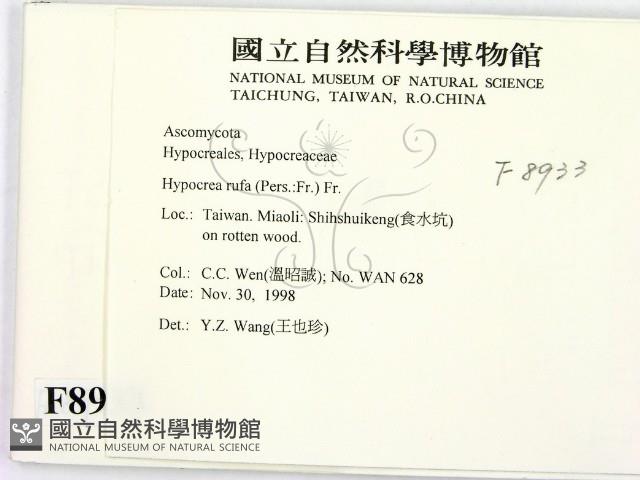 國立自然科學博物館
NATIONAL MUSEUM OF NATURAL SCIENCE
TAICHUNG, TAIWAN, R.O.CHINA
Ascomycota
Hypocreales, Hypocreaceae
F-8933
Hypocrea rufa (Pers.:Fr.) Fr.
Loc.: Taiwan. Miaoli: Shihshuikeng(食水坑)
on rotten wood.
Col.: C.C. Wen(溫昭誠); No. WAN 628
Date: Nov. 30, 1998
Det.: Y.Z. Wang(王也珍)
F89
國立自然科學博物館
NATIONAL MUSEUM OF NATURAL SCIENCE